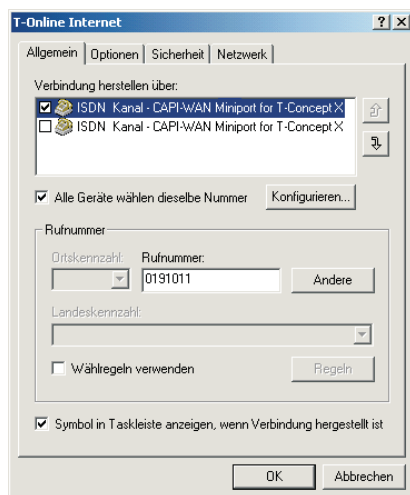 T-Online Internet
Allgemein Optionen Sicherheit Netzwerk
Verbindung herstellen über:
ISDN Kanal - CAPI-WAN Miniport for T-Concept X
ISDN Kanal - CAPI-WAN Miniport for T-Concept X
Alle Geräte wählen dieselbe Nummer Konfigurieren...
Rufnummer
Ortskennzahl: Rufnummer:
0191011 Andere
Landeskennzahl:
Wählregeln verwenden Regeln
Symbol in Taskleiste anzeigen, wenn Verbindung hergestellt ist
OK Abbrechen